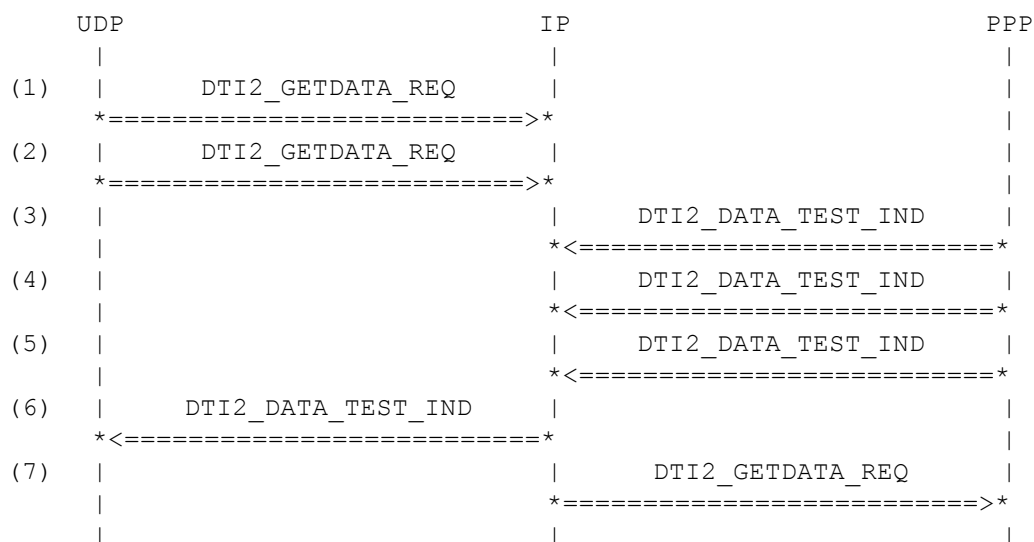 UDP IP PPP
| | |
(1) | DTI2_GETDATA_REQ | |
*==========================>* |
(2) | DTI2_GETDATA_REQ | |
*==========================>* |
(3) | | DTI2_DATA_TEST_IND |
| *<==========================*
(4) | | DTI2_DATA_TEST_IND |
| *<==========================*
(5) | | DTI2_DATA_TEST_IND |
| *<==========================*
(6) | DTI2_DATA_TEST_IND | |
*<==========================* |
(7) | | DTI2_GETDATA_REQ |
| *===========================>*
| | |